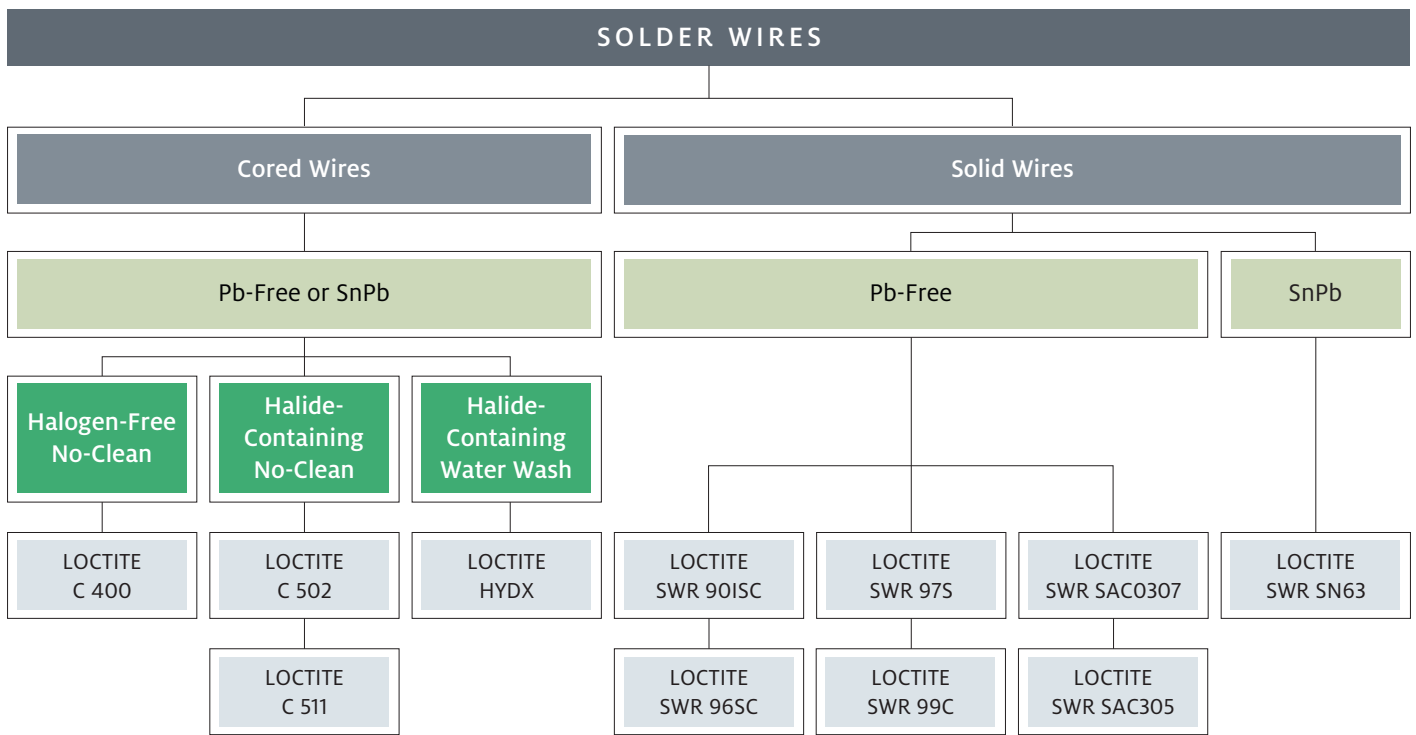 SOLDER WIRES
Cored Wires
Solid Wires
Pb-Free or SnPb
Pb-Free
SnPb
Halogen-Free
No-Clean
Halide-
Containing
No-Clean
Halide-
Containing
Water Wash
LOCTITE
C 400
LOCTITE
C 502
LOCTITE
HYDX
LOCTITE
SWR 90ISC
LOCTITE
SWR 97S
LOCTITE
SWR SAC0307
LOCTITE
SWR SN63
LOCTITE
C 511
LOCTITE
SWR 96SC
LOCTITE
SWR 99C
LOCTITE
SWR SAC305